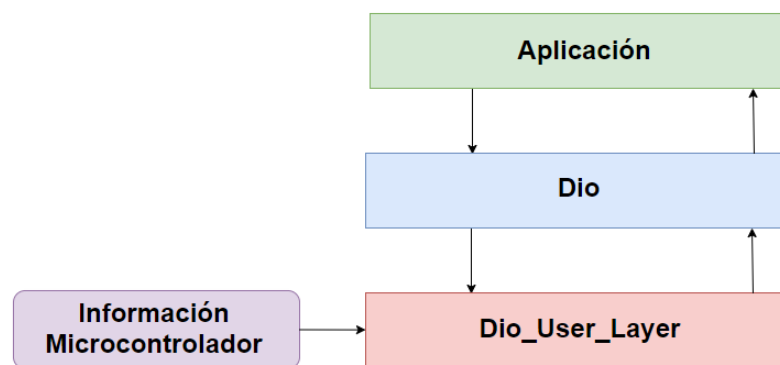 Aplicación
Dio
Información
Microcontrolador
Dio_User_Layer